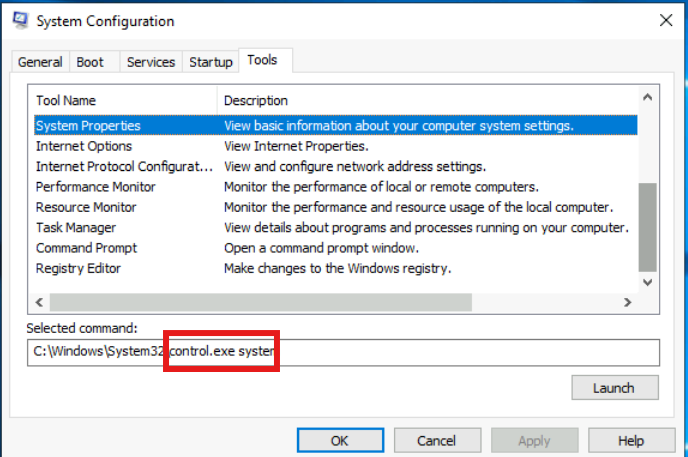 System Configuration
General Boot Services Startup Tools
Tool Name Description
System Properties View basic information about your computer system settings.
Internet Options View Internet Properties.
Internet Protocol Configurat... View and configure network address settings.
Performance Monitor Monitor the performance of local or remote computers.
Resource Monitor Monitor the performance and resource usage of the local computer.
Task Manager View details about programs and processes running on your computer.
Command Prompt Open a command prompt window.
Registry Editor Make changes to the Windows registry.
Selected command:
C:\Windows\System32\control.exe system
Launch
OK Cancel Apply Help